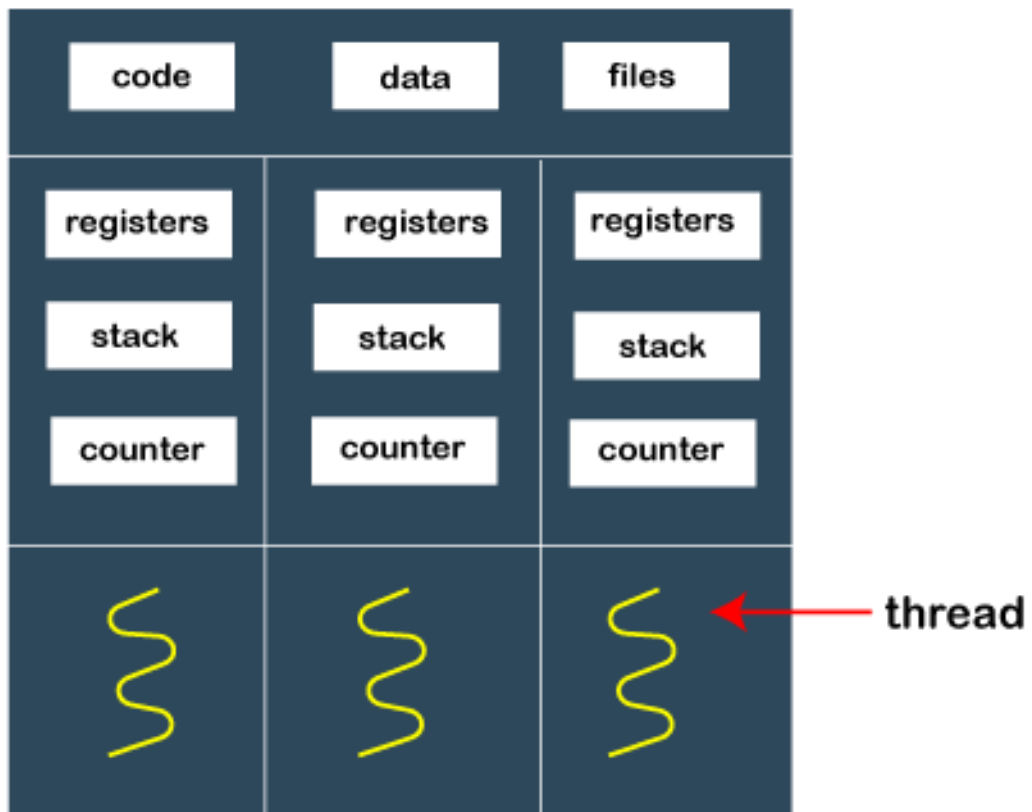 code data files
registers registers registers
stack stack stack
counter counter counter
thread